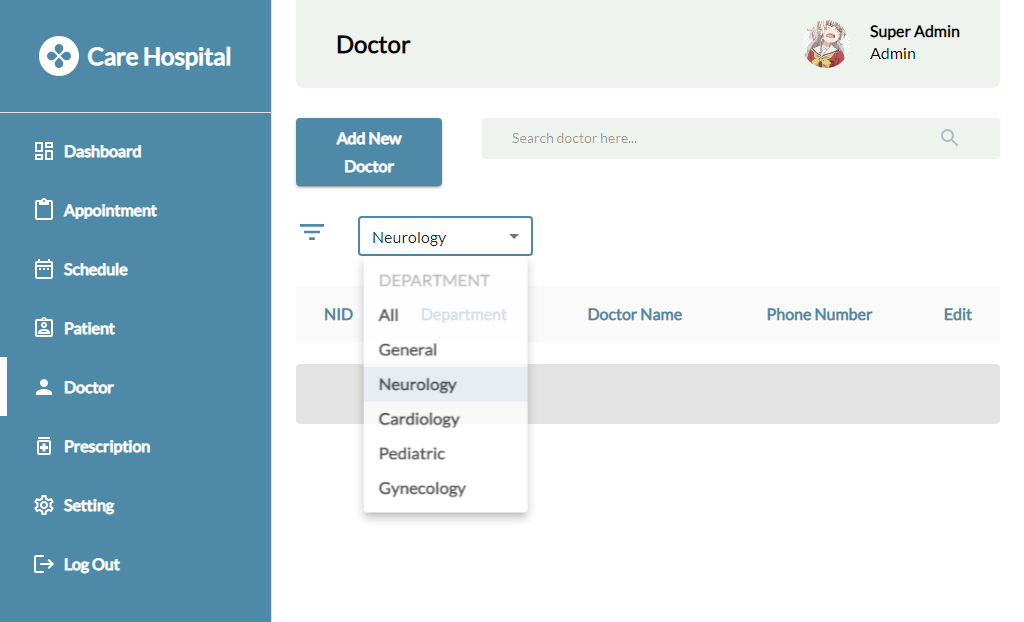 Care Hospital
Dashboard
Appointment
Schedule
Patient
Doctor
Prescription
Setting
Log Out
Doctor
Super Admin
Admin
Add New
Doctor
Search doctor here...
Neurology
DEPARTMENT
All
General
Neurology
Cardiology
Pediatric
Gynecology
NID Department Doctor Name Phone Number Edit